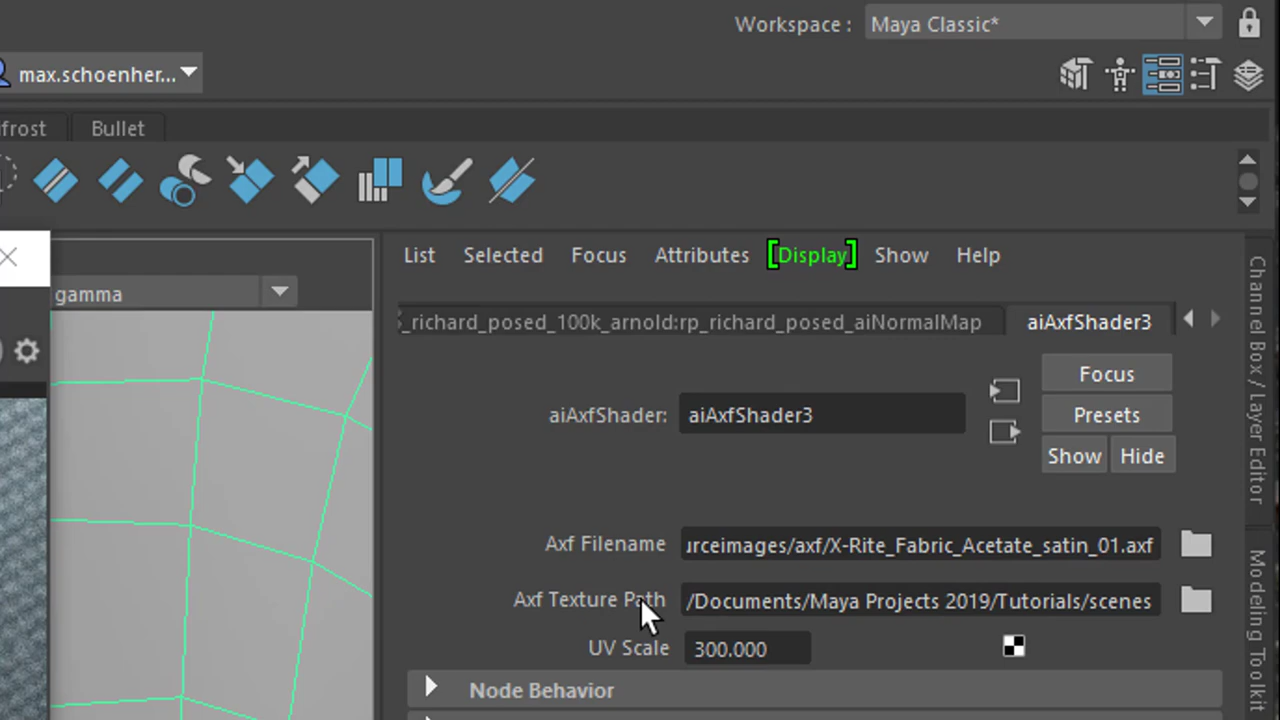 Workspace : Maya Classic*
max.schoenher...
Bullet
List Selected Focus Attributes [Display] Show Help
gamma
_richard_posed_100k_arnold:rp_richard_posed_aiNormalMap aiAxfShader3
Focus
aiAxfShader: aiAxfShader3
Presets
Show Hide
Axf Filename rceimages/axf/X-Rite_Fabric_Acetate_satin_01.axf
Axf Texture Path /Documents/Maya Projects 2019/Tutorials/scenes
UV Scale 300.000
Node Behavior
Channel Box / Layer Editor
Modeling Toolkit